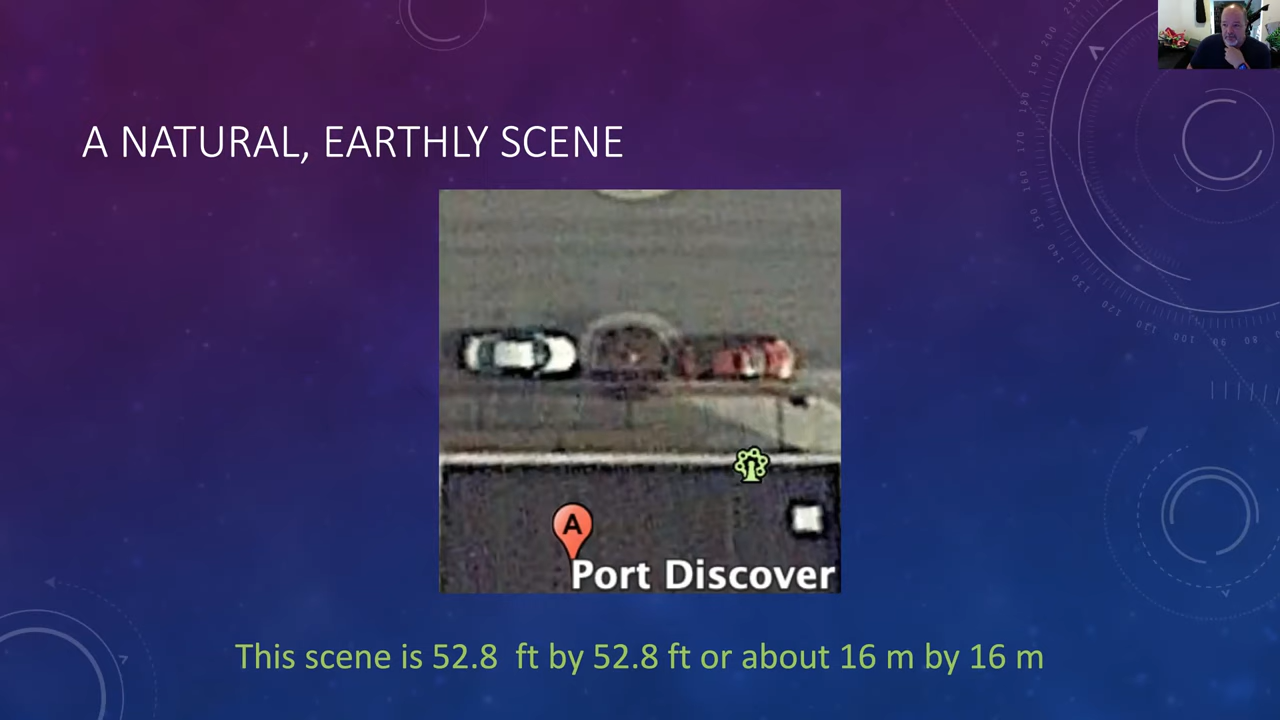 A NATURAL, EARTHLY SCENE
A
Port Discover
This scene is 52.8 ft by 52.8 ft or about 16 m by 16 m